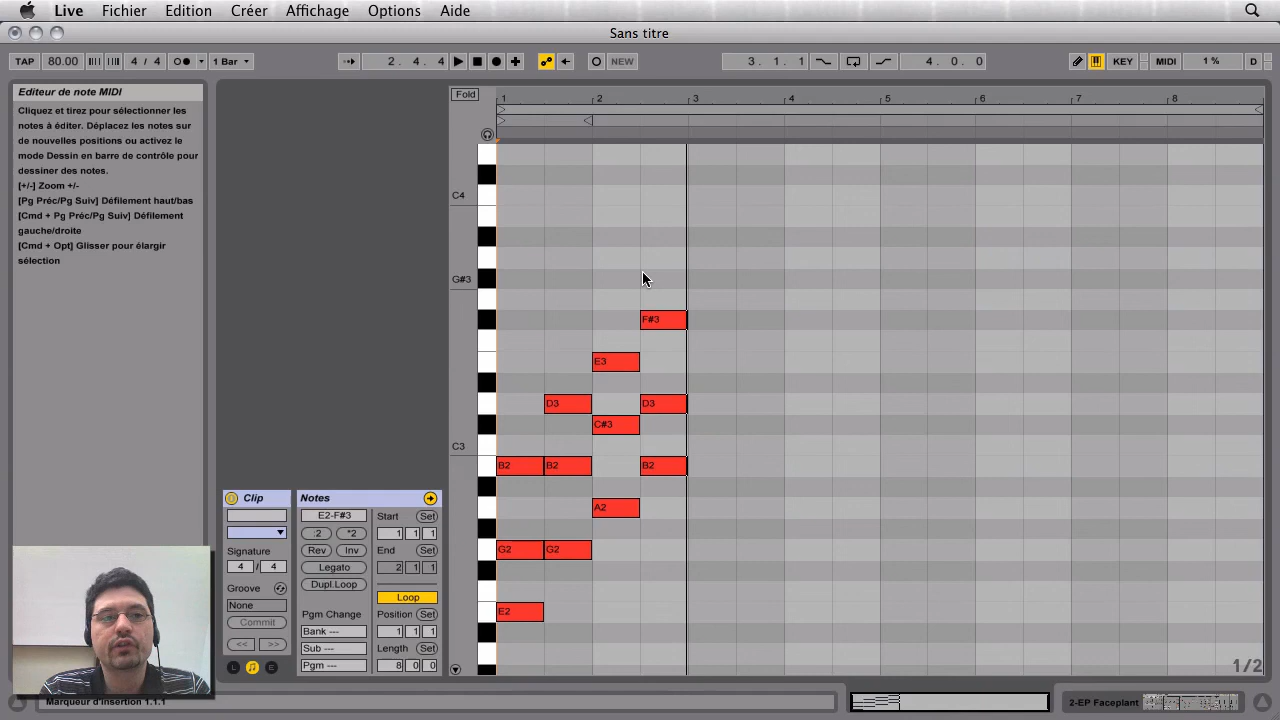 Live Fichier Edition Créer Affichage Options Aide
Sans titre
TAP 80.00 4 / 4 1 Bar 2. 4. 4 NEW 3. 1. 1 4. 0. 0 KEY MIDI 1 % D
Editeur de note MIDI
Cliquez et tirez pour sélectionner les
notes à éditer. Déplacez les notes sur
de nouvelles positions ou activez le
mode Dessin en barre de contrôle pour
dessiner des notes.
[+/-] Zoom +/-
[Pg Préc/Pg Suiv] Défilement haut/bas
[Cmd + Pg Préc/Pg Suiv] Défilement
gauche/droite
[Cmd + Opt] Glisser pour élargir
sélection
Fold 1 2 3 4 5 6 7 8
C4
G#3
F#3
E3
D3 D3
C#3
C3
B2 B2 B2
A2
G2 G2
E2
Clip
Signature
4 / 4
Groove
None
Commit
<< >>
L E
Notes
E2-F#3
:2 *2
Rev Inv
Legato
Dupl.Loop
Pgm Change
Bank ---
Sub ---
Pgm ---
Start Set
1 1 1
End Set
2 1 1
Loop
Position Set
1 1 1
Length Set
8 0 0
1/2
Marqueur d'insertion 1.1.1
2-EP Faceplant